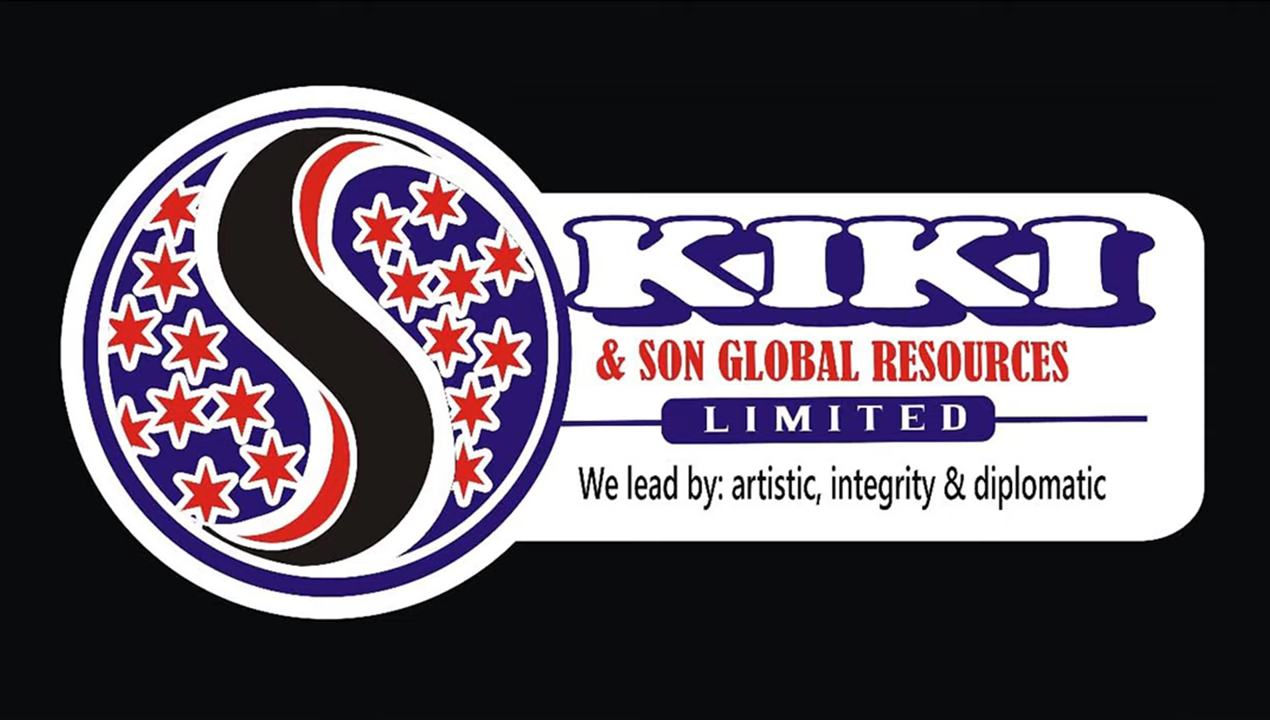 KIKI
& SON GLOBAL RESOURCES
LIMITED
We lead by: artistic, integrity & diplomatic